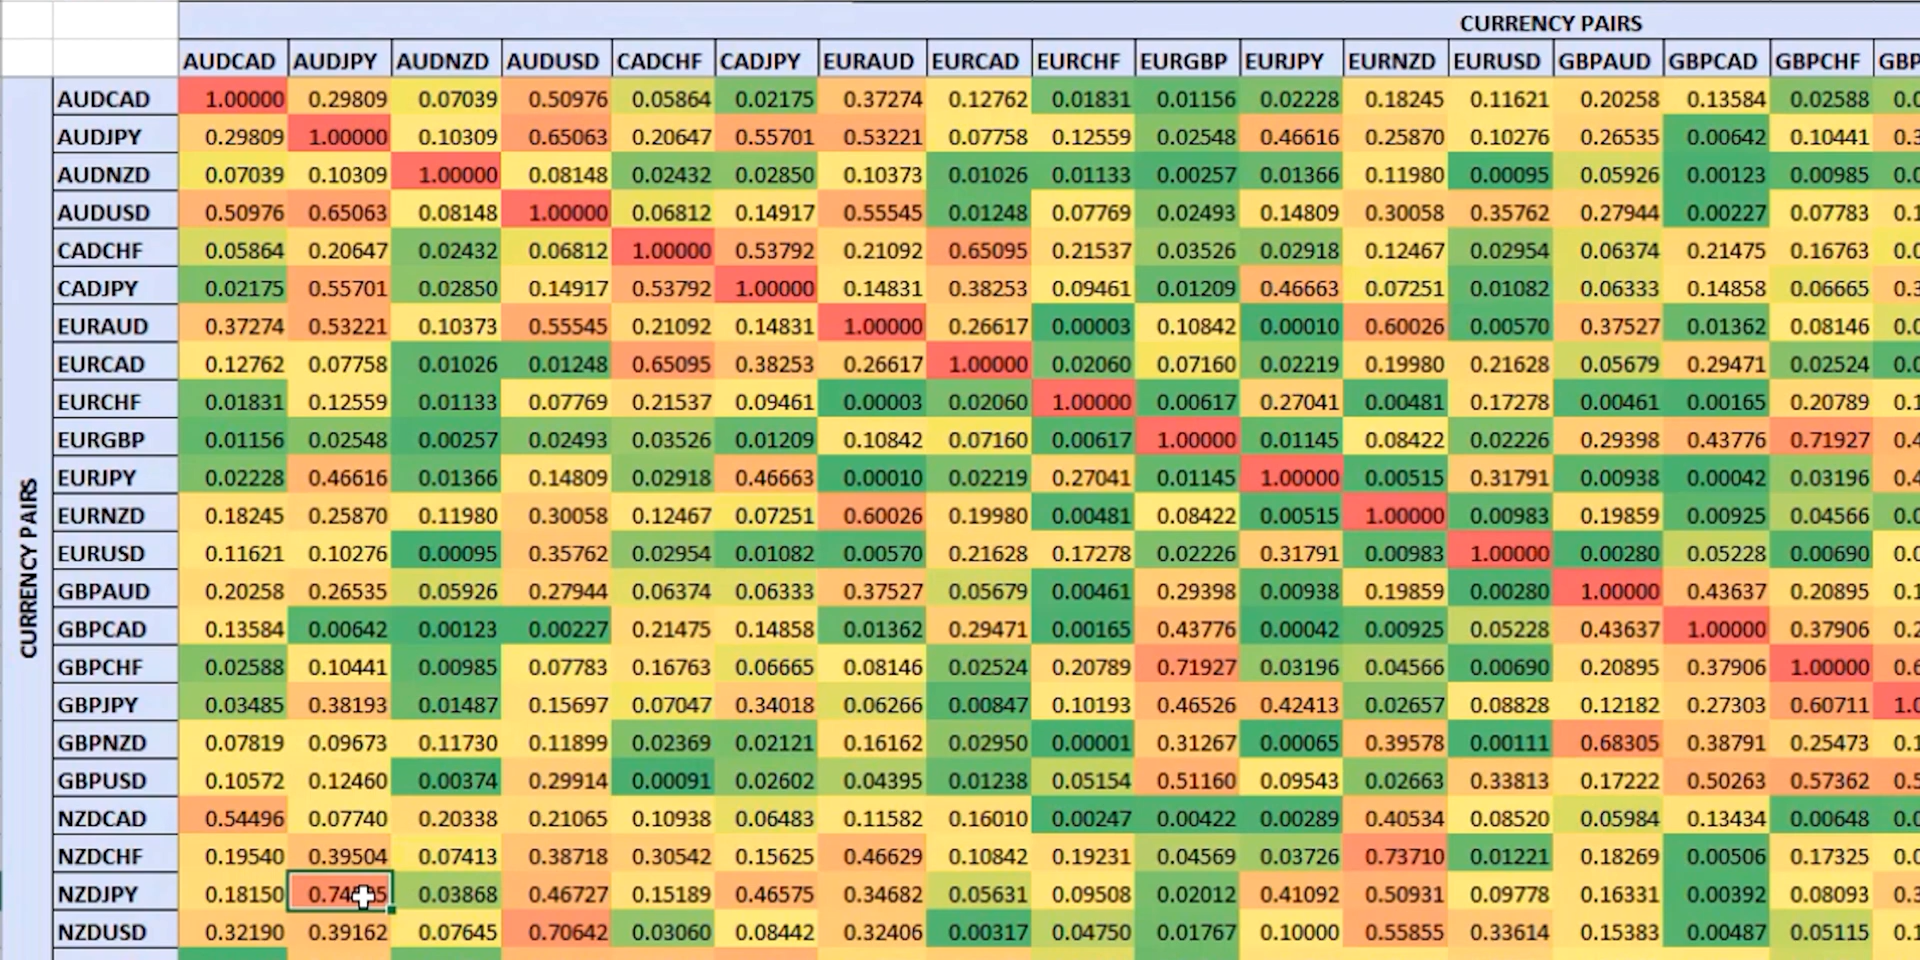 CURRENCY PAIRS
AUDCAD AUDJPY AUDNZD AUDUSD CADCHF CADJPY EURAUD EURCAD EURCHF EURGBP EURJPY EURNZD EURUSD GBPAUD GBPCAD GBPCHF
CURRENCY PAIRS
AUDCAD 1.00000 0.29809 0.07039 0.50976 0.05864 0.02175 0.37274 0.12762 0.01831 0.01156 0.02228 0.18245 0.11621 0.20258 0.13584 0.02588
AUDJPY 0.29809 1.00000 0.10309 0.65063 0.20647 0.55701 0.53221 0.07758 0.12559 0.02548 0.46616 0.25870 0.10276 0.26535 0.00642 0.10441
AUDNZD 0.07039 0.10309 1.00000 0.08148 0.02432 0.02850 0.10373 0.01026 0.01133 0.00257 0.01366 0.11980 0.00095 0.05926 0.00123 0.00985
AUDUSD 0.50976 0.65063 0.08148 1.00000 0.06812 0.14917 0.55545 0.01248 0.07769 0.02493 0.14809 0.30058 0.35762 0.27944 0.00227 0.07783
CADCHF 0.05864 0.20647 0.02432 0.06812 1.00000 0.53792 0.21092 0.65095 0.21537 0.03526 0.02918 0.12467 0.02954 0.06374 0.21475 0.16763
CADJPY 0.02175 0.55701 0.02850 0.14917 0.53792 1.00000 0.14831 0.38253 0.09461 0.01209 0.46663 0.07251 0.01082 0.06333 0.14858 0.06665
EURAUD 0.37274 0.53221 0.10373 0.55545 0.21092 0.14831 1.00000 0.26617 0.00003 0.10842 0.00010 0.60026 0.00570 0.37527 0.01362 0.08146
EURCAD 0.12762 0.07758 0.01026 0.01248 0.65095 0.38253 0.26617 1.00000 0.02060 0.07160 0.02219 0.19980 0.21628 0.05679 0.29471 0.02524
EURCHF 0.01831 0.12559 0.01133 0.07769 0.21537 0.09461 0.00003 0.02060 1.00000 0.00617 0.27041 0.00481 0.17278 0.00461 0.00165 0.20789
EURGBP 0.01156 0.02548 0.00257 0.02493 0.03526 0.01209 0.10842 0.07160 0.00617 1.00000 0.01145 0.08422 0.02226 0.29398 0.43776 0.71927
EURJPY 0.02228 0.46616 0.01366 0.14809 0.02918 0.46663 0.00010 0.02219 0.27041 0.01145 1.00000 0.00515 0.31791 0.00938 0.00042 0.03196
EURNZD 0.18245 0.25870 0.11980 0.30058 0.12467 0.07251 0.60026 0.19980 0.00481 0.08422 0.00515 1.00000 0.00983 0.19859 0.00925 0.04566
EURUSD 0.11621 0.10276 0.00095 0.35762 0.02954 0.01082 0.00570 0.21628 0.17278 0.02226 0.31791 0.00983 1.00000 0.00280 0.05228 0.00690
GBPAUD 0.20258 0.26535 0.05926 0.27944 0.06374 0.06333 0.37527 0.05679 0.00461 0.29398 0.00938 0.19859 0.00280 1.00000 0.43637 0.20895
GBPCAD 0.13584 0.00642 0.00123 0.00227 0.21475 0.14858 0.01362 0.29471 0.00165 0.43776 0.00042 0.00925 0.05228 0.43637 1.00000 0.37906
GBPCHF 0.02588 0.10441 0.00985 0.07783 0.16763 0.06665 0.08146 0.02524 0.20789 0.71927 0.03196 0.04566 0.00690 0.20895 0.37906 1.00000
GBPJPY 0.03485 0.38193 0.01487 0.15697 0.07047 0.34018 0.06266 0.00847 0.10193 0.46526 0.42413 0.02657 0.08828 0.12182 0.27303 0.60711
GBPNZD 0.07819 0.09673 0.11730 0.11899 0.02369 0.02121 0.16162 0.02950 0.00001 0.31267 0.00065 0.39578 0.00111 0.68305 0.38791 0.25473
GBPUSD 0.10572 0.12460 0.00374 0.29914 0.00091 0.02602 0.04395 0.01238 0.05154 0.51160 0.09543 0.02663 0.33813 0.17222 0.50263 0.57362
NZDCAD 0.54496 0.07740 0.20338 0.21065 0.10938 0.06483 0.11582 0.16010 0.00247 0.00422 0.00289 0.40534 0.08520 0.05984 0.13434 0.00648
NZDCHF 0.19540 0.39504 0.07413 0.38718 0.30542 0.15625 0.46629 0.10842 0.19231 0.04569 0.03726 0.73710 0.01221 0.18269 0.00506 0.17325
NZDJPY 0.18150 0.03868 0.46727 0.15189 0.46575 0.34682 0.05631 0.09508 0.02012 0.41092 0.50931 0.09778 0.16331 0.00392 0.08093
NZDUSD 0.32190 0.39162 0.07645 0.70642 0.03060 0.08442 0.32406 0.00317 0.04750 0.01767 0.10000 0.55855 0.33614 0.15383 0.00487 0.05115